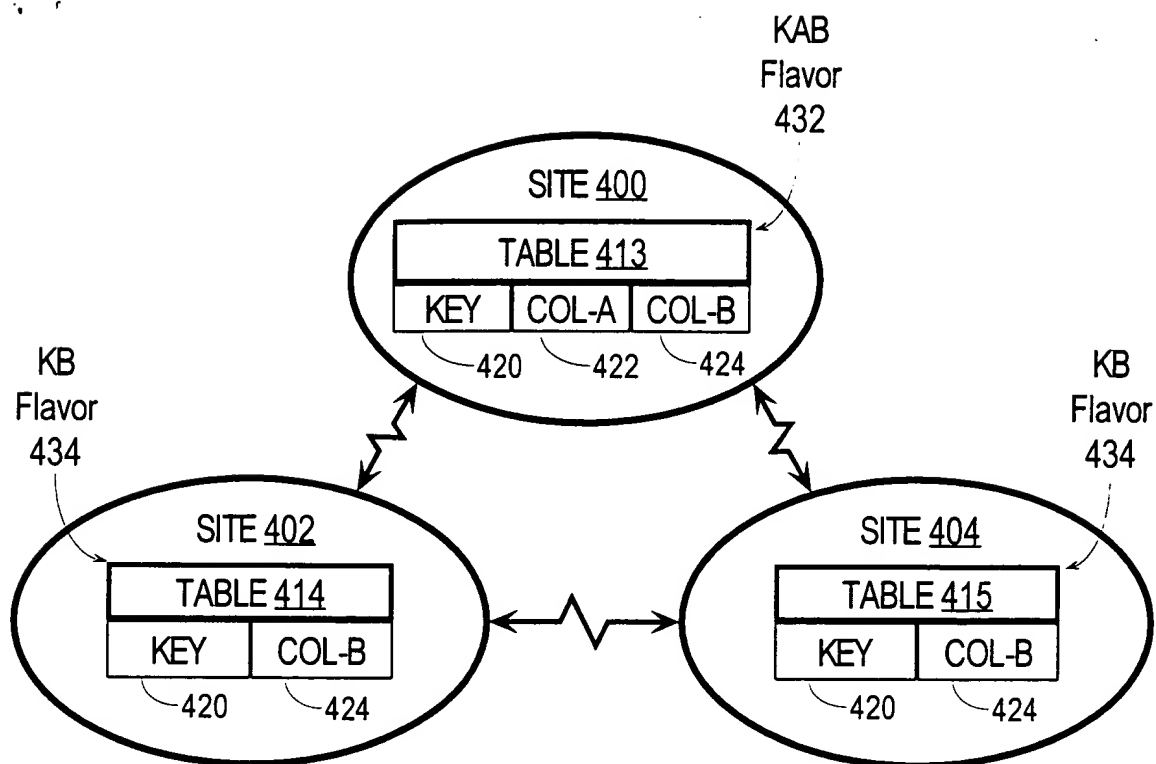 KAB
Flavor
432
SITE 400
TABLE 413
KEY COL-A COL-B
420 422 424
KB
Flavor
434
KB
Flavor
434
SITE 402
TABLE 414
KEY COL-B
420 424
SITE 404
TABLE 415
KEY COL-B
420 424